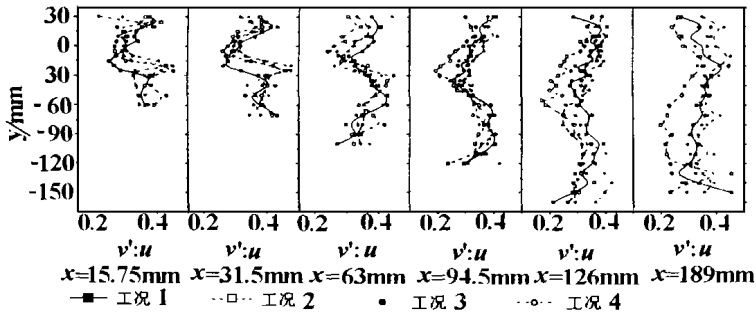 30
0
30
-60
-90
-120
-150
y/mm
0.2 0.4 0.2 0.4 0.2 0.4 0.2 0.4 0.2 0.4 0.2 0.4
v':u v':u v':u v':u v':u v':u
x=15.75mm x=31.5mm x=63mm x=94.5mm x=126mm x=189mm
工况 1 工况 2 工况 3 工况 4